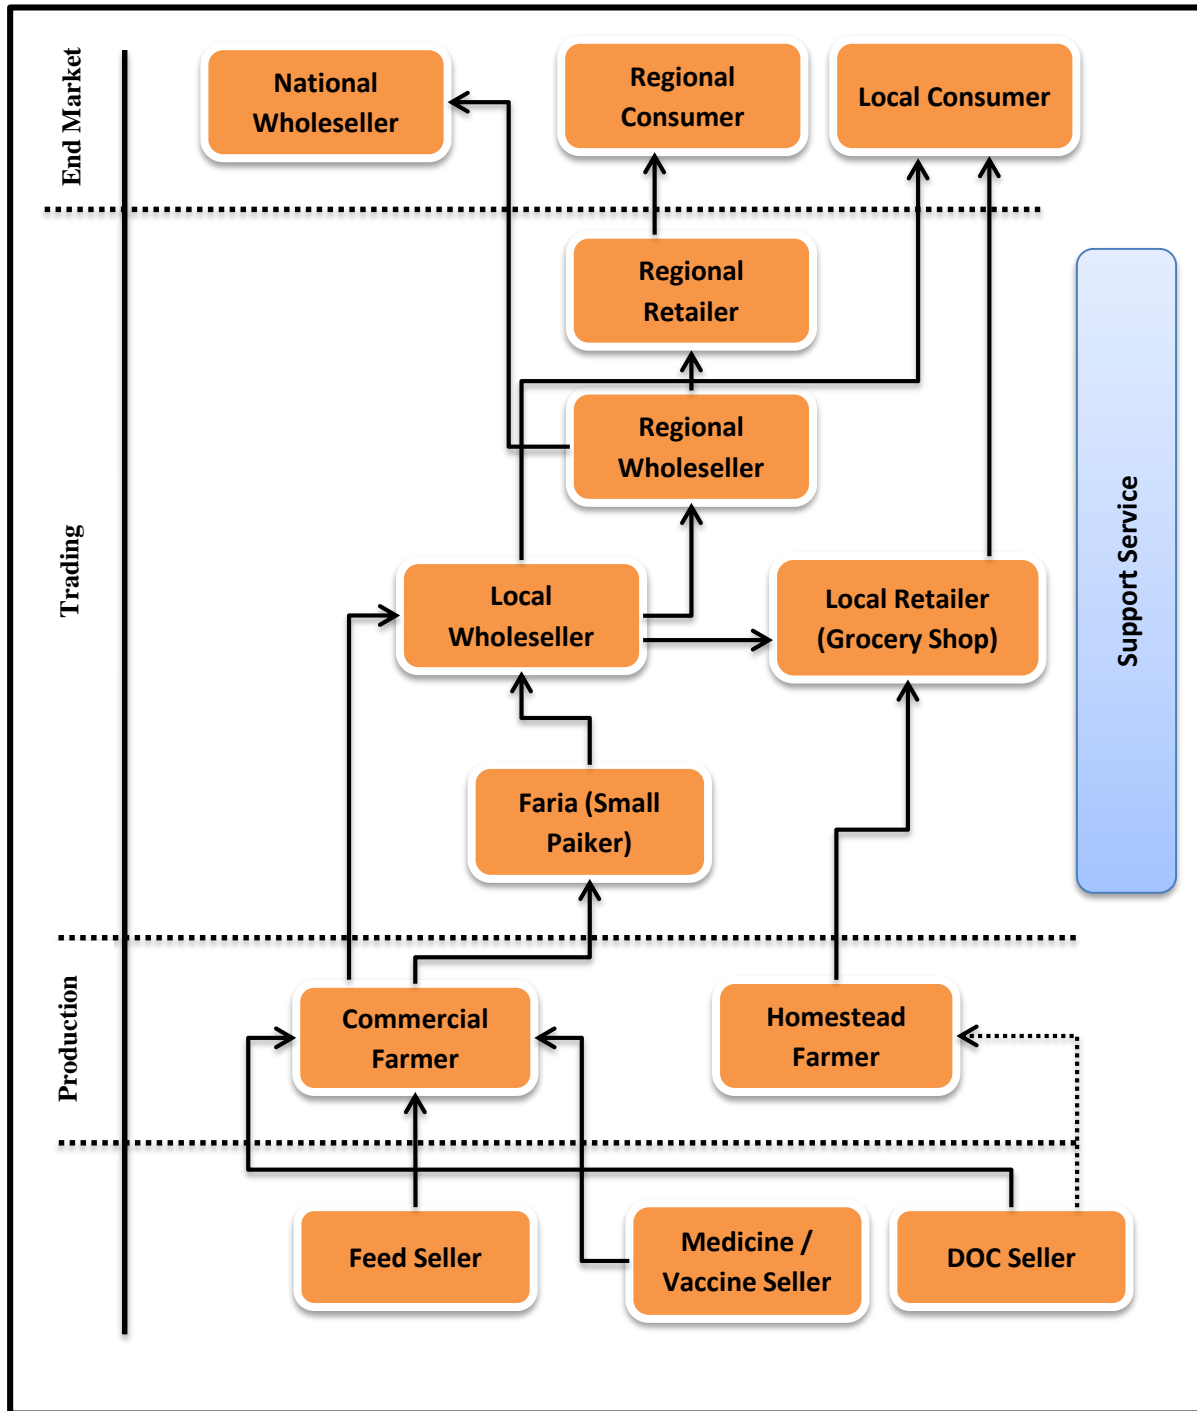 End Market
National
Wholeseller
Regional
Consumer
Local Consumer
Trading
Regional
Retailer
Regional
Wholeseller
Local
Wholeseller
Local Retailer
(Grocery Shop)
Faria (Small
Paiker)
Support Service
Production
Commercial
Farmer
Homestead
Farmer
Feed Seller
Medicine /
Vaccine Seller
DOC Seller